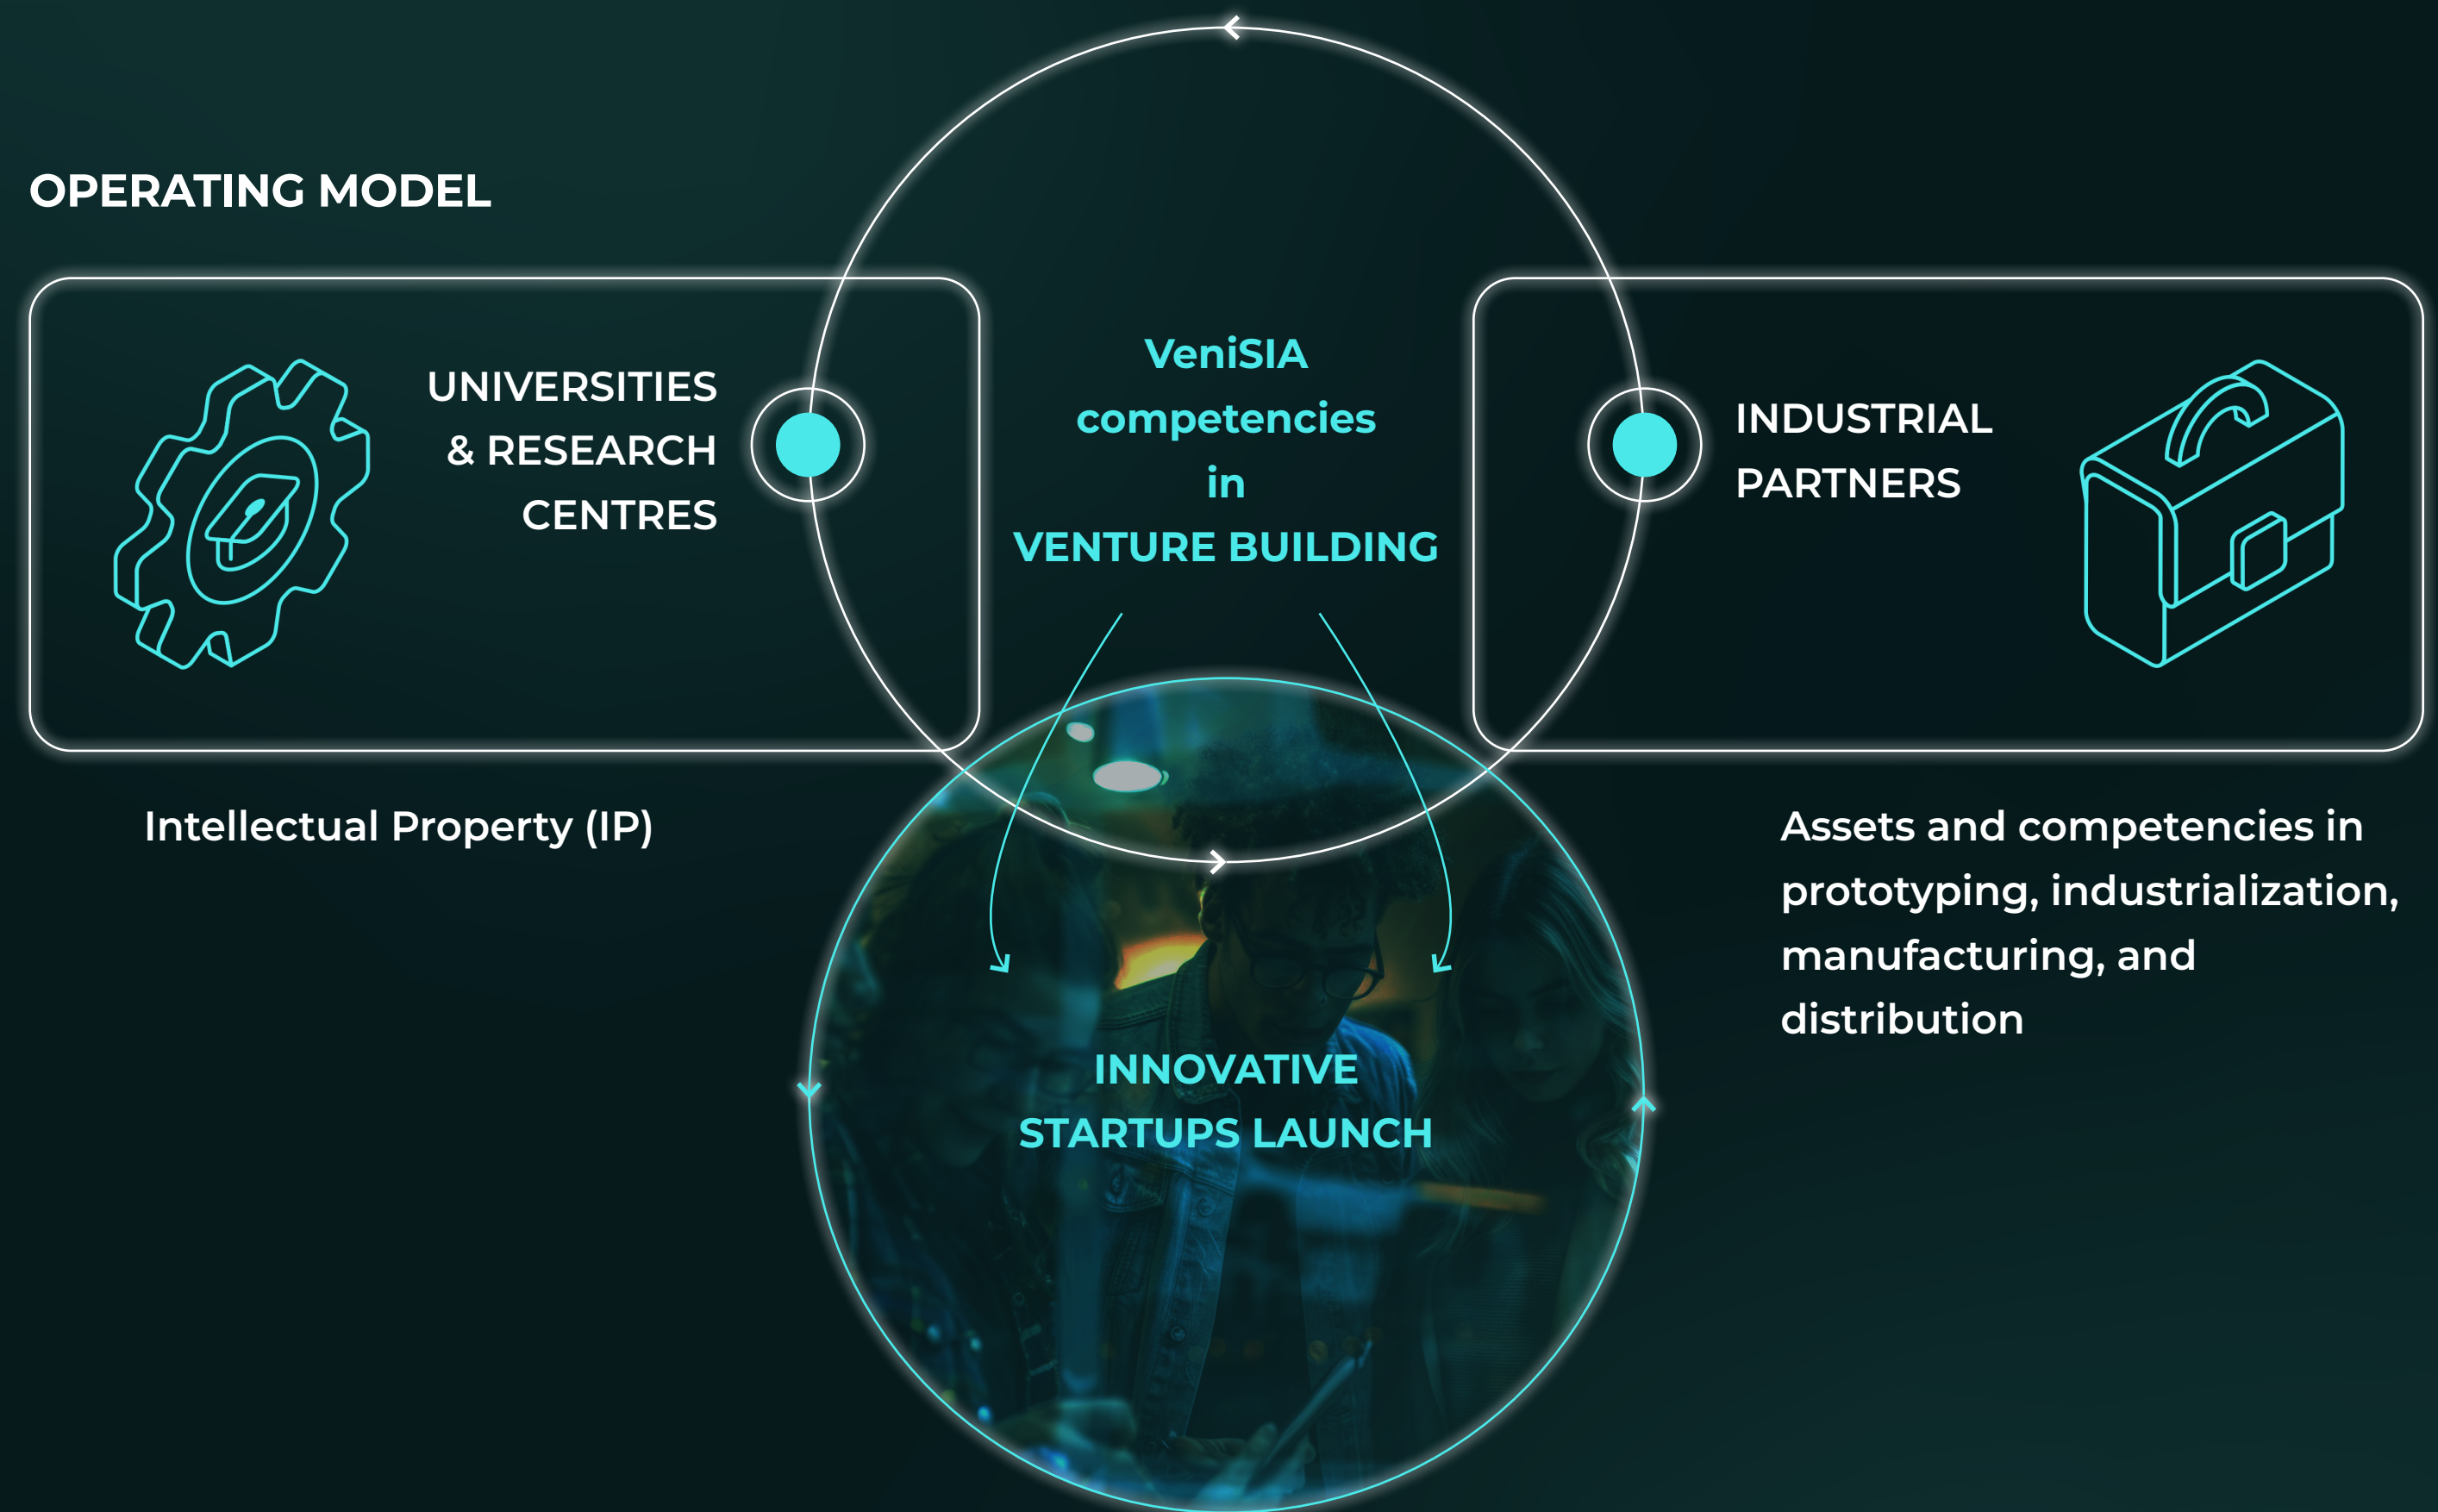 OPERATING MODEL
UNIVERSITIES
& RESEARCH
CENTRES
VeniSIA
competencies
in
VENTURE BUILDING
INDUSTRIAL
PARTNERS
Intellectual Property (IP)
Assets and competencies in
prototyping, industrialization,
manufacturing, and
distribution
INNOVATIVE
STARTUPS LAUNCH